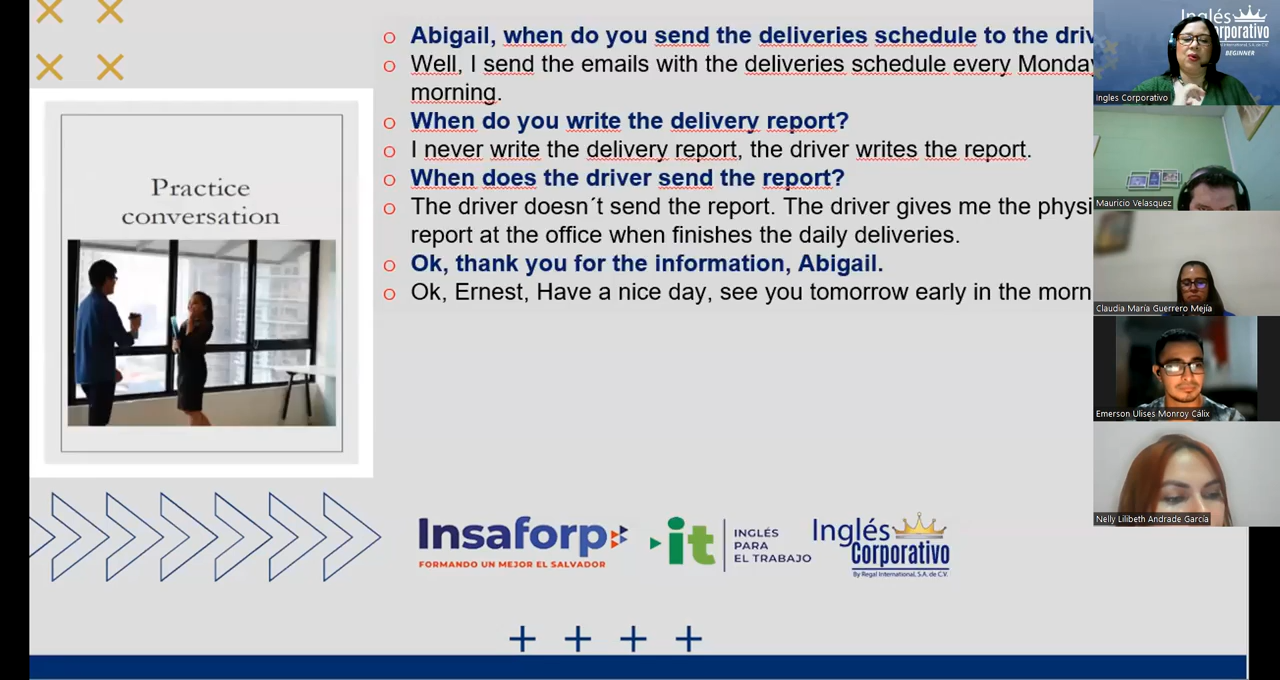 Abigail, when do you send the deliveries schedule to the
Well, I send the emails with the deliveries schedule every Monday
morning.
When do you write the delivery report?
I never write the delivery report, the driver writes the report.
When does the driver send the report?
The driver doesn´t send the report. The driver gives me the
report at the office when finishes the daily deliveries.
Ok, thank you for the information, Abigail.
Ok, Ernest, Have a nice day, see you tomorrow early in the
Practice
conversation
Insaforp
FORMANDO UN MEJOR EL SALVADOR
it
INGLÉS
PARA
EL TRABAJO
Inglés
Corporativo
By Regal International, S.A. de C.V.
Inglés
Corporativo
BEGINNER
Ingles Corporativo
Mauricio Velasquez
Claudia María Guerrero Mejía
Emerson Ulises Monroy Cálix
Nelly Lilibeth Andrade Garcia